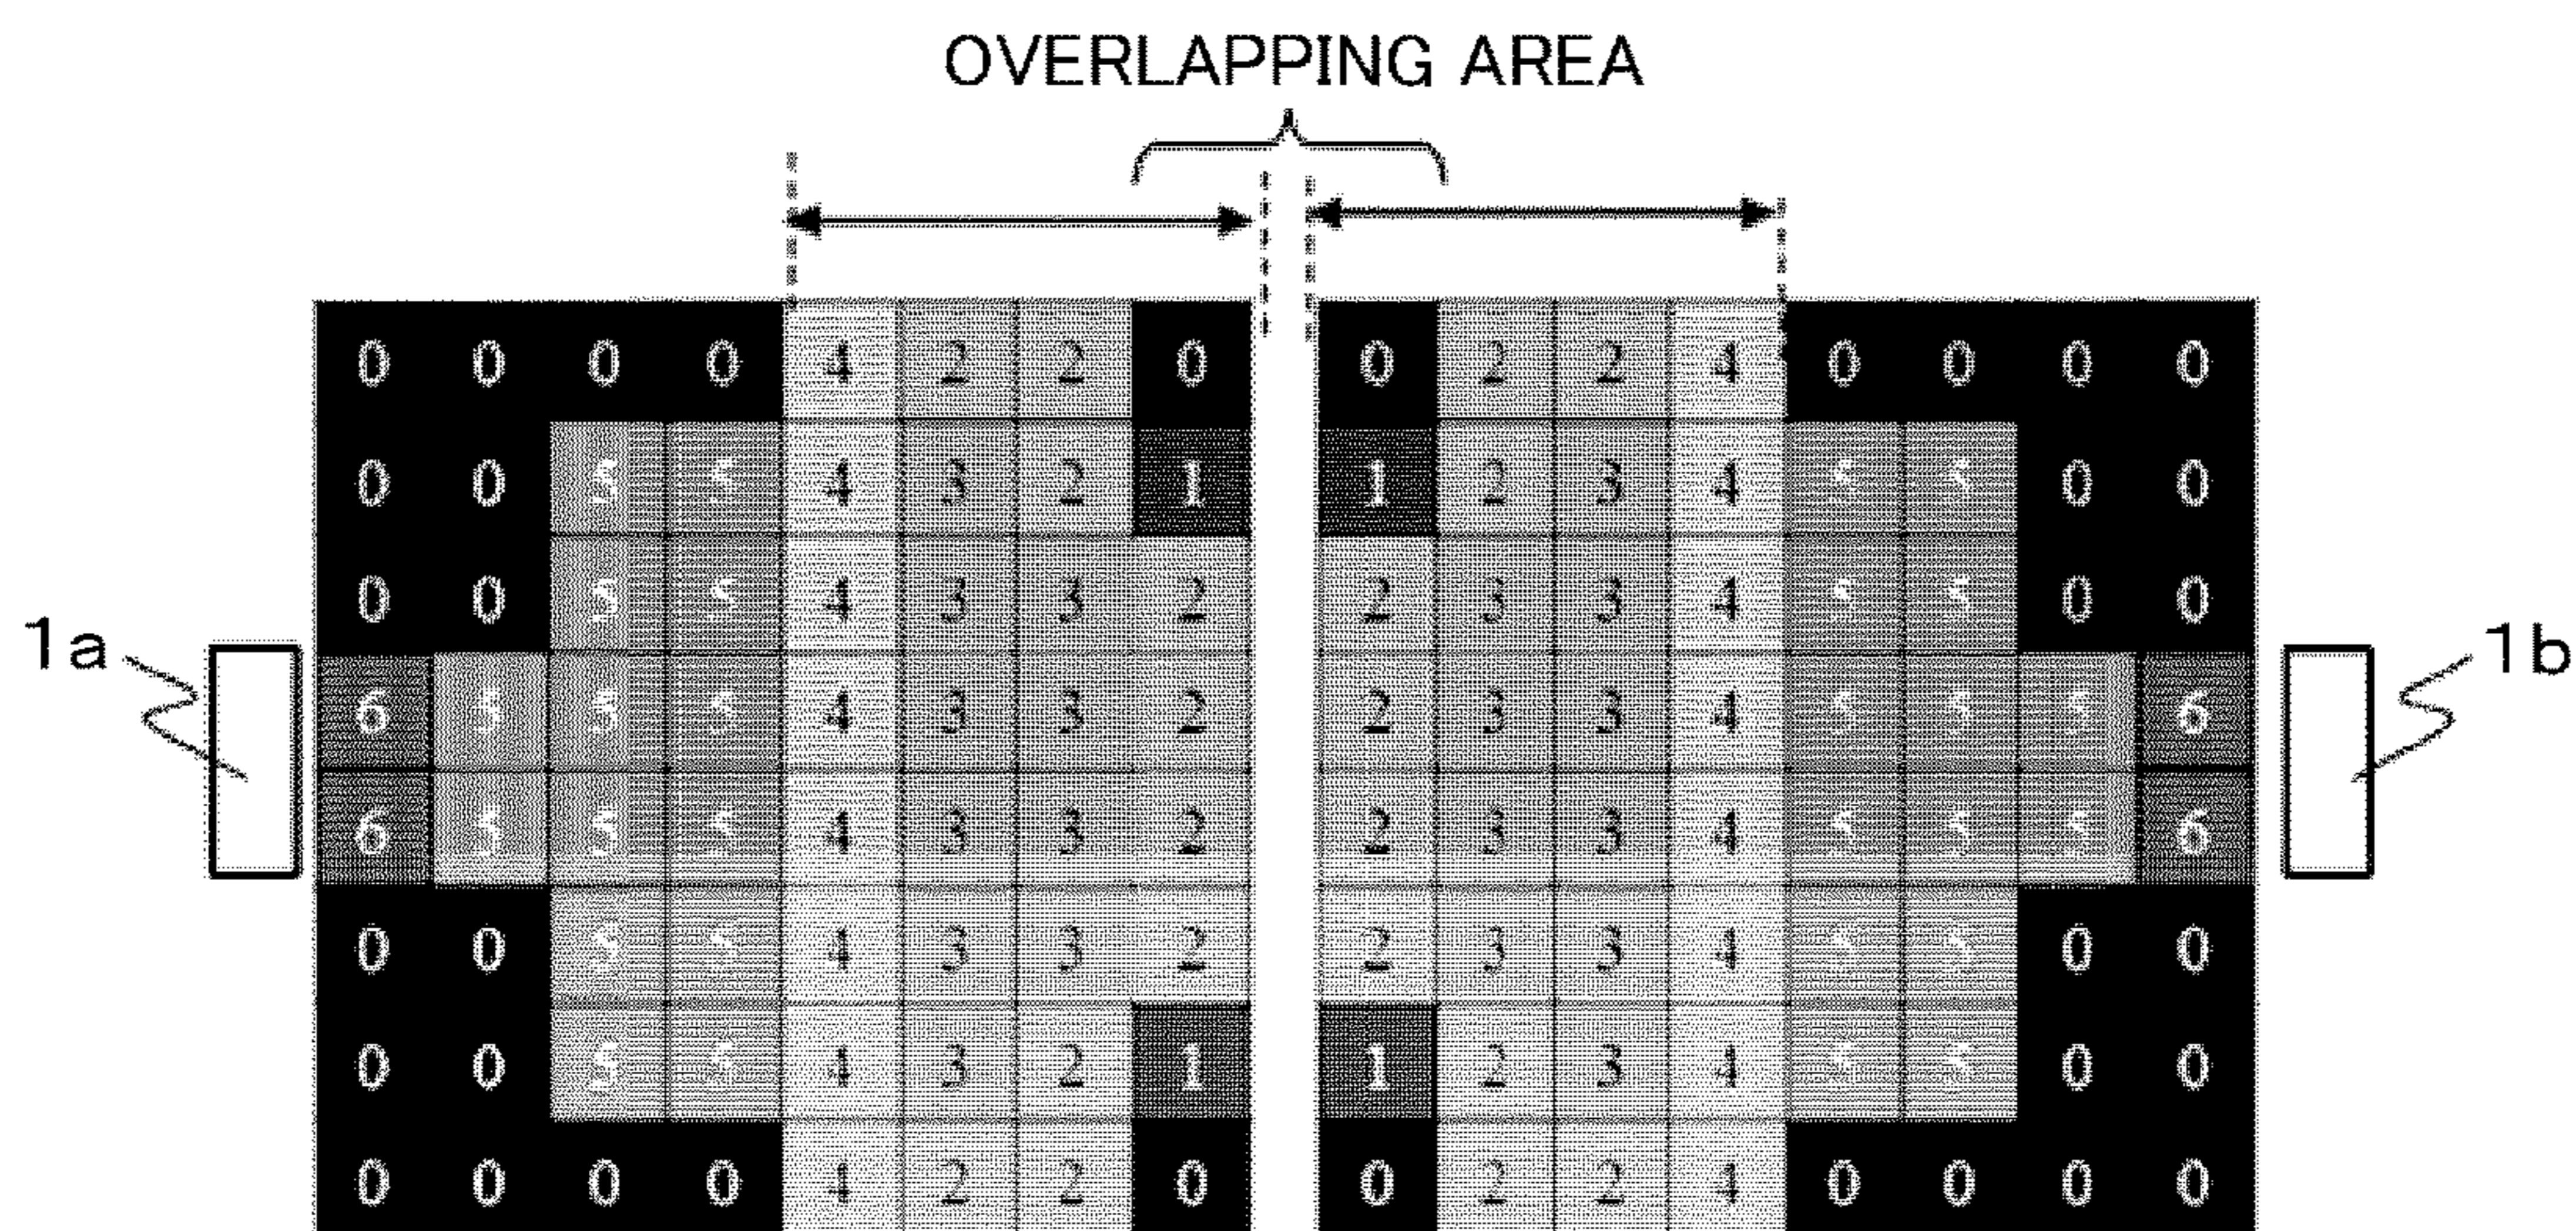 OVERLAPPING AREA
0 0 0 0 4 2 2 0 0 2 2 4 0 0 0 0
0 0 5 5 4 3 2 1 1 2 3 4 5 5 0 0
0 0 5 5 4 3 3 2 2 3 3 4 5 5 0 0
1a
1b
6 5 5 5 4 3 3 2 2 3 3 4 5 5 5 6
6 5 5 5 4 3 3 2 2 3 3 4 5 5 5 6
0 0 5 5 4 3 3 2 2 3 3 4 5 5 0 0
0 0 5 5 4 3 2 1 1 2 3 4 5 5 0 0
0 0 0 0 4 2 2 0 0 2 2 4 0 0 0 0